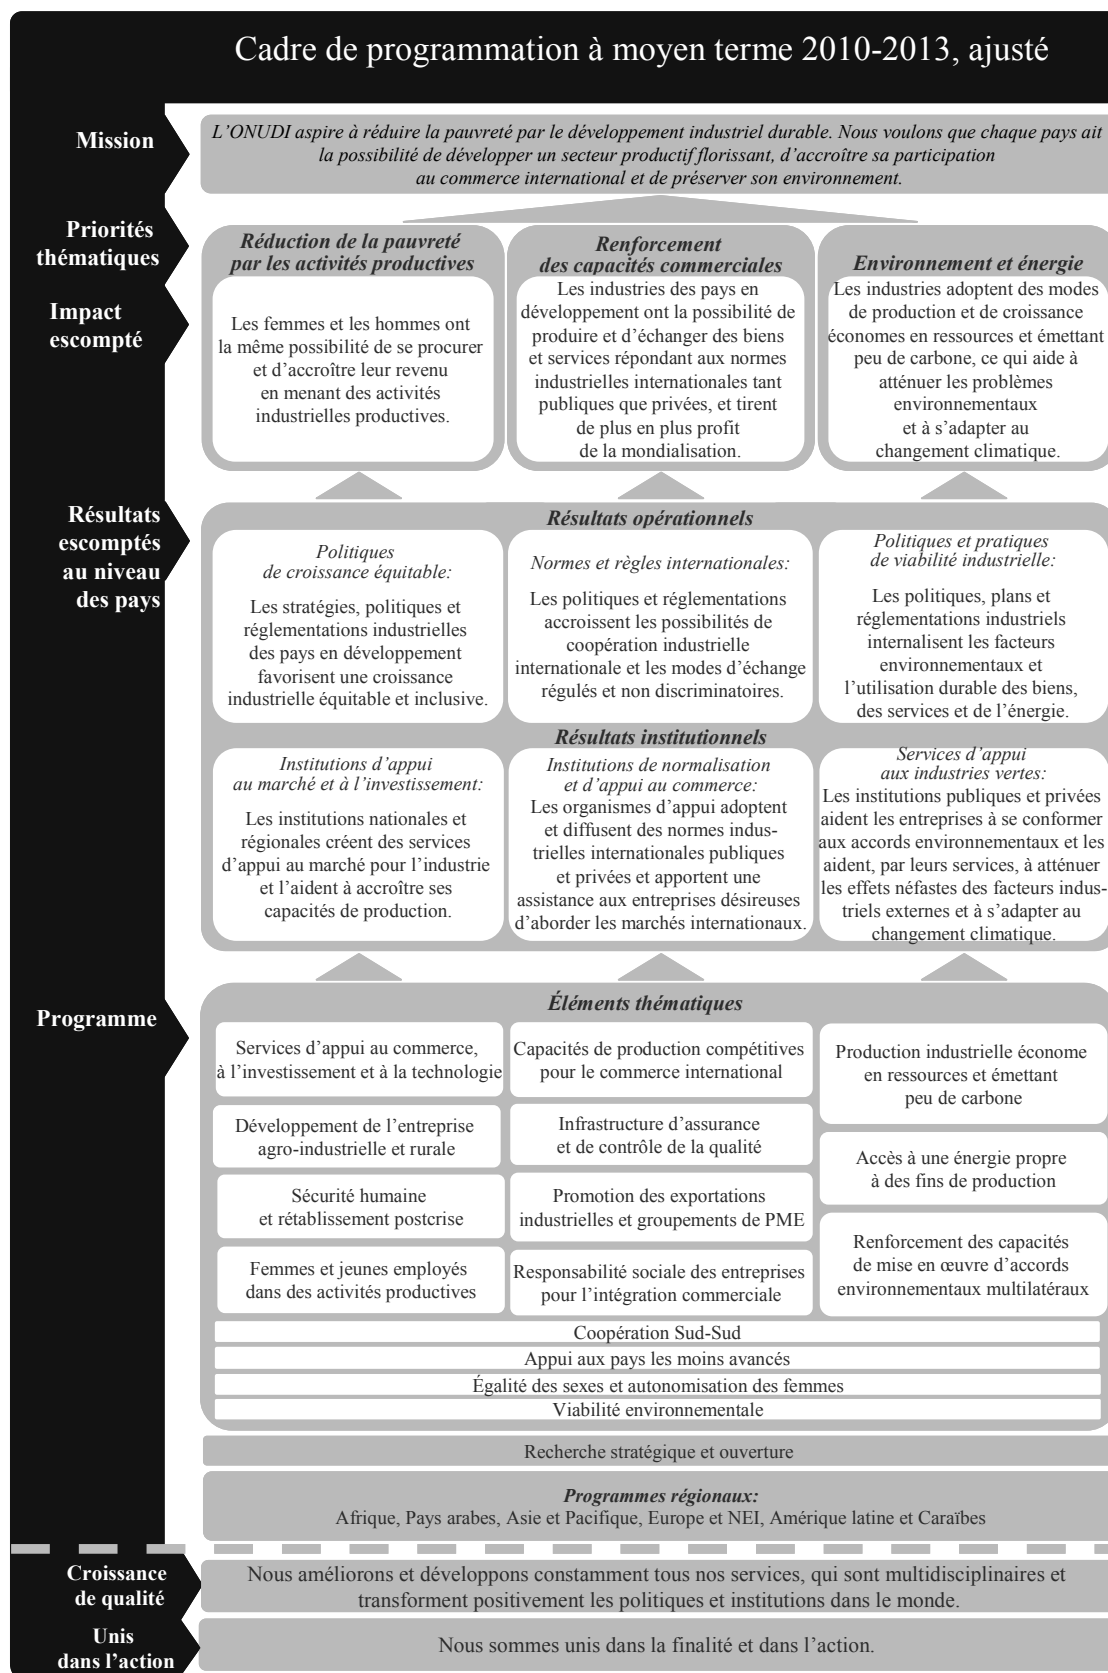 Cadre de programmation à moyen terme 2010-2013, ajusté
Mission
L'ONUDI aspire à réduire la pauvreté par le développement industriel durable. Nous voulons que chaque pays ait
la possibilité de développer un secteur productif florissant, d'accroître sa participation
au commerce international et de préserver son environnement.
Priorités
thématiques
Réduction de la pauvreté
par les activités productives
Renforcement
des capacités commerciales
Environnement et énergie
Impact
escompté
Les femmes et les hommes ont
la même possibilité de se procurer
et d'accroître leur revenu
en menant des activités
industrielles productives.
Les industries des pays en
développement ont la possibilité de
produire et d'échanger des biens
et services répondant aux normes
industrielles internationales tant
publiques que privées, et tirent
de plus en plus profit
de la mondialisation.
Les industries adoptent des modes
de production et de croissance
économes en ressources et émettant
peu de carbone, ce qui aide à
atténuer les problèmes
environnementaux
et à s'adapter au
changement climatique.
Résultats
escomptés
au niveau
des pays
Résultats opérationnels
Politiques
de croissance équitable:
Les stratégies, politiques et
réglementations industrielles
des pays en développement
favorisent une croissance
industrielle équitable et inclusive.
Normes et règles internationales:
Les politiques et réglementations
accroissent les possibilités de
coopération industrielle
internationale et les modes d'échange
régulés et non discriminatoires.
Politiques et pratiques
de viabilité industrielle:
Les politiques, plans et
réglementations industriels
internalisent les facteurs
environnementaux et
l'utilisation durable des biens,
des services et de l'énergie.
Résultats institutionnels
Institutions d'appui
au marché et à l'investissement:
Les institutions nationales et
régionales créent des services
d'appui au marché pour l'industrie
et l'aident à accroître ses
capacités de production.
Institutions de normalisation
et d'appui au commerce:
Les organismes d'appui adoptent
et diffusent des normes indus-
trielles internationales publiques
et privées et apportent une
assistance aux entreprises désireuses
d'aborder les marchés internationaux.
Services d'appui
aux industries vertes:
Les institutions publiques et privées
aident les entreprises à se conformer
aux accords environnementaux et les
aident, par leurs services, à atténuer
les effets néfastes des facteurs indus-
triels externes et à s'adapter au
changement climatique.
Programme
Éléments thématiques
Services d'appui au commerce,
à l'investissement et à la technologie
Développement de l'entreprise
agro-industrielle et rurale
Sécurité humaine
et rétablissement postcrise
Femmes et jeunes employés
dans des activités productives
Capacités de production compétitives
pour le commerce international
Infrastructure d'assurance
et de contrôle de la qualité
Promotion des exportations
industrielles et groupements de PME
Responsabilité sociale des entreprises
pour l'intégration commerciale
Production industrielle économe
en ressources et émettant
peu de carbone
Accès à une énergie propre
à des fins de production
Renforcement des capacités
de mise en œuvre d'accords
environnementaux multilatéraux
Coopération Sud-Sud
Appui aux pays les moins avancés
Égalité des sexes et autonomisation des femmes
Viabilité environnementale
Recherche stratégique et ouverture
Programmes régionaux:
Afrique, Pays arabes, Asie et Pacifique, Europe et NEI, Amérique latine et Caraïbes
Croissance
de qualité
Nous améliorons et développons constamment tous nos services, qui sont multidisciplinaires et
transforment positivement les politiques et institutions dans le monde.
Unis
dans l'action
Nous sommes unis dans la finalité et dans l'action.